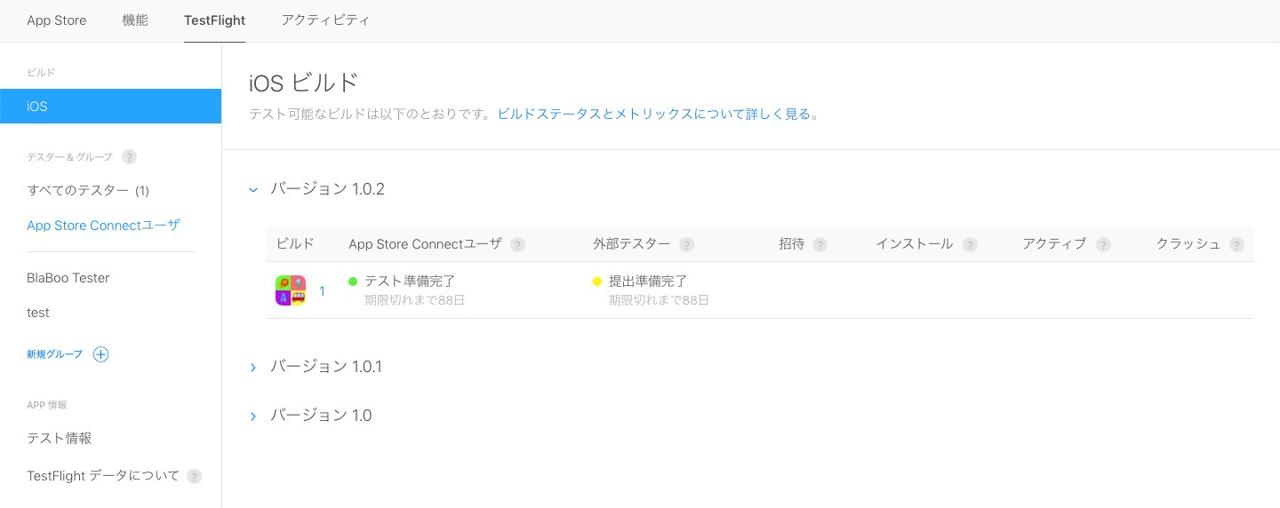 App Store 機能 TestFlight アクティビティ
ビルド
iOS
テスター & グループ ?
すべてのテスター (1)
App Store Connectユーザ
BlaBoo Tester
test
新規グループ
APP 情報
テスト情報
TestFlight データについて ?
iOS ビルド
テスト可能なビルドは以下のとおりです。ビルドステータスとメトリックスについて詳しく見る。
バージョン 1.0.2
ビルド App Store Connectユーザ ? 外部テスター ? 招待 ? インストール ? アクティブ ? クラッシュ ?
1 テスト準備完了 提出準備完了
期限切れまで88日 期限切れまで88日
バージョン 1.0.1
バージョン 1.0